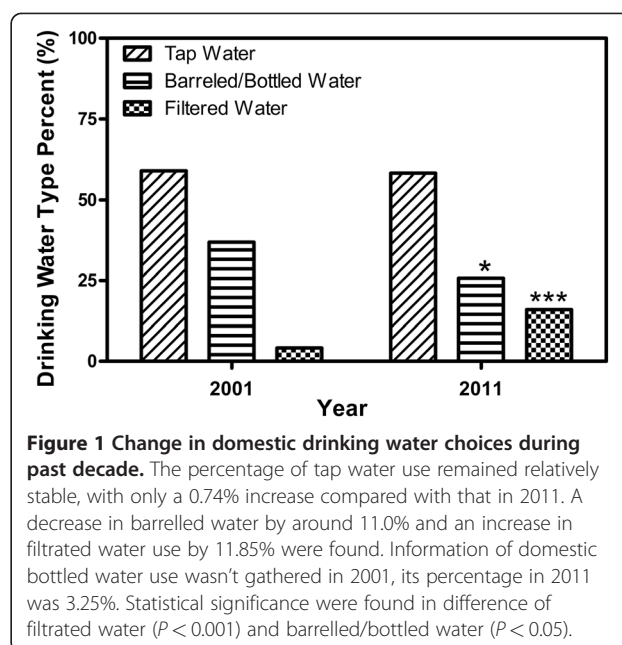 Drinking Water Type Percent (%)
100
75
50
25
0
Tap Water
Barreled/Bottled Water
Filtered Water
*
***
2001
2011
Year
Figure 1 Change in domestic drinking water choices during
past decade. The percentage of tap water use remained relatively
stable, with only a 0.74% increase compared with that in 2011. A
decrease in barrelled water by around 11.0% and an increase in
filtrated water use by 11.85% were found. Information of domestic
bottled water use wasn't gathered in 2001, its percentage in 2011
was 3.25%. Statistical significance were found in difference of
filtrated water (P < 0.001) and barrelled/bottled water (P < 0.05).